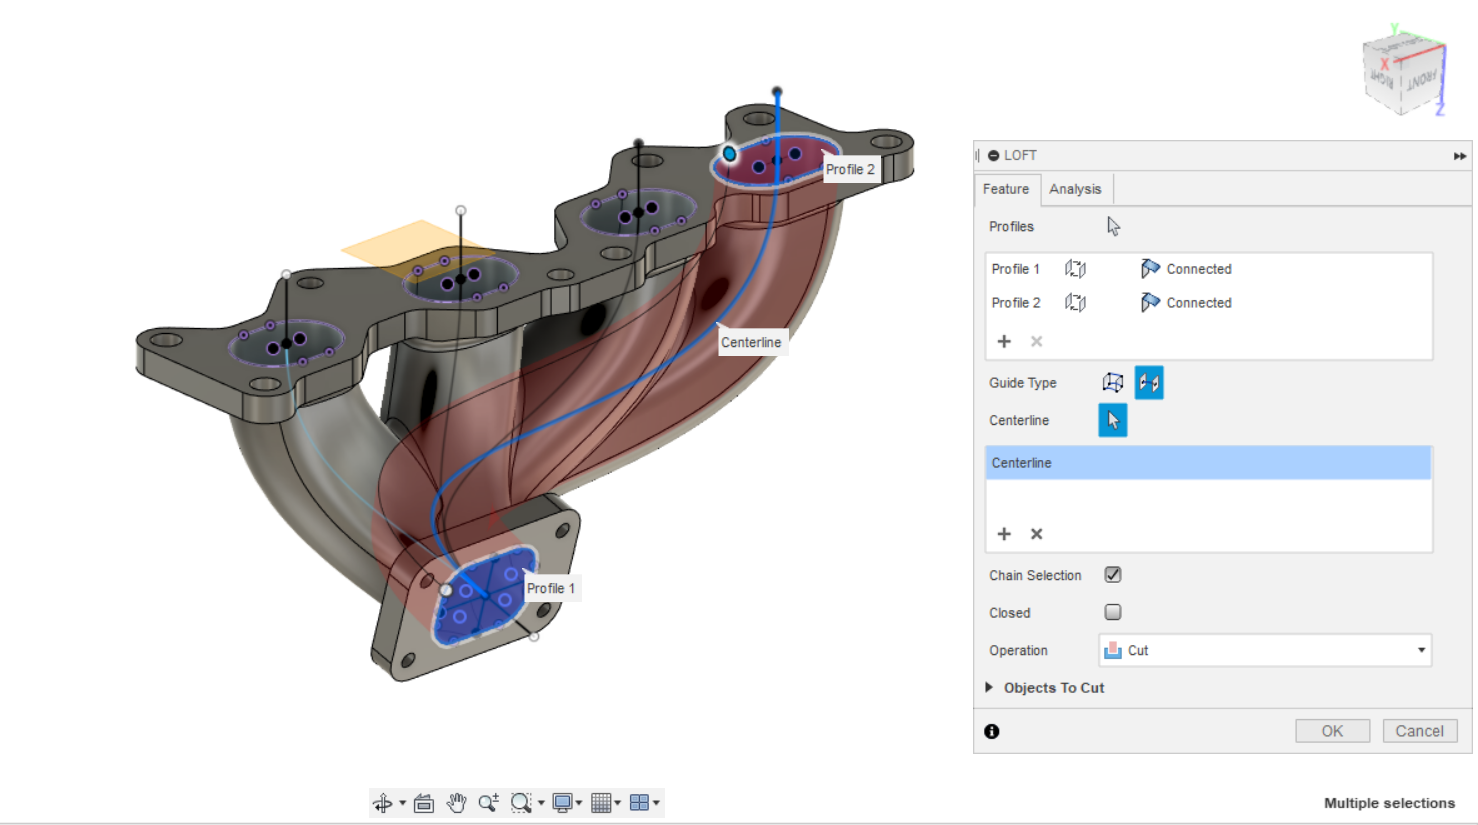 Y
X
RIGHT
FRONT
Z
LOFT
Feature
Analysis
Profiles
Profile 1
Connected
Profile 2
Connected
Guide Type
Centerline
Centerline
Chain Selection
Closed
Operation
Cut
Objects To Cut
OK
Cancel
Profile 2
Centerline
Profile 1
Multiple selections